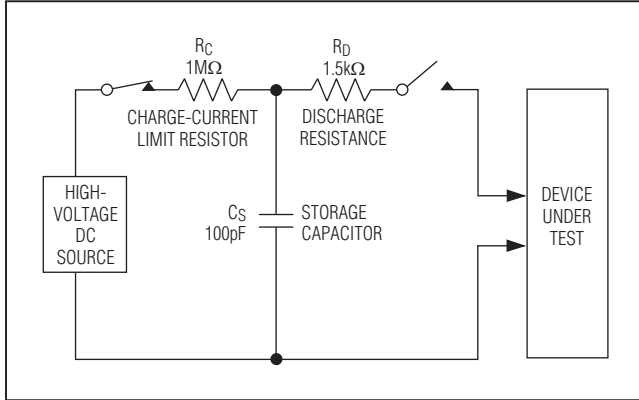 R_C
1MΩ
CHARGE-CURRENT
LIMIT RESISTOR
R_D
1.5kΩ
DISCHARGE
RESISTANCE
HIGH-
VOLTAGE
DC
SOURCE
C_S
100pF
STORAGE
CAPACITOR
DEVICE
UNDER
TEST